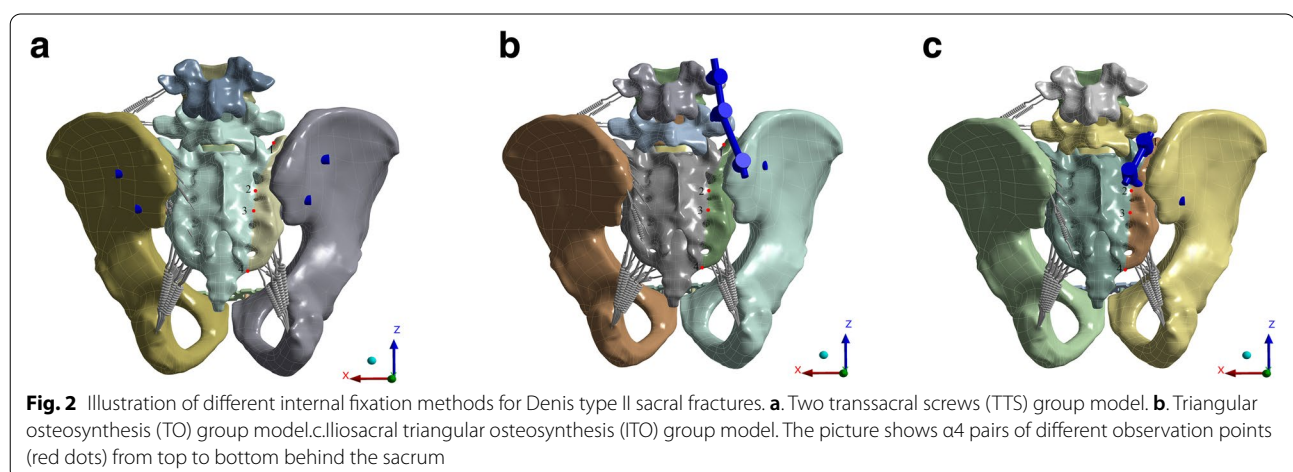 a
b
c
1
2
3
2
3
2
3
Z
X
Z
X
Z
X
Fig. 2 Illustration of different internal fixation methods for Denis type II sacral fractures. a. Two transsacral screws (TTS) group model. b. Triangular
osteosynthesis (TO) group model.c.Iliosacral triangular osteosynthesis (ITO) group model. The picture shows α4 pairs of different observation points
(red dots) from top to bottom behind the sacrum